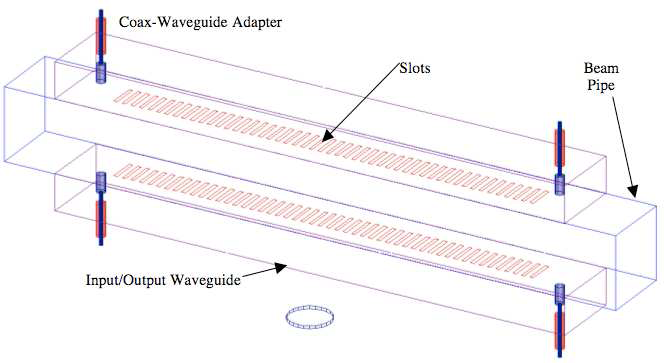 Coax-Waveguide Adapter
Slots
Beam
Pipe
Input/Output Waveguide